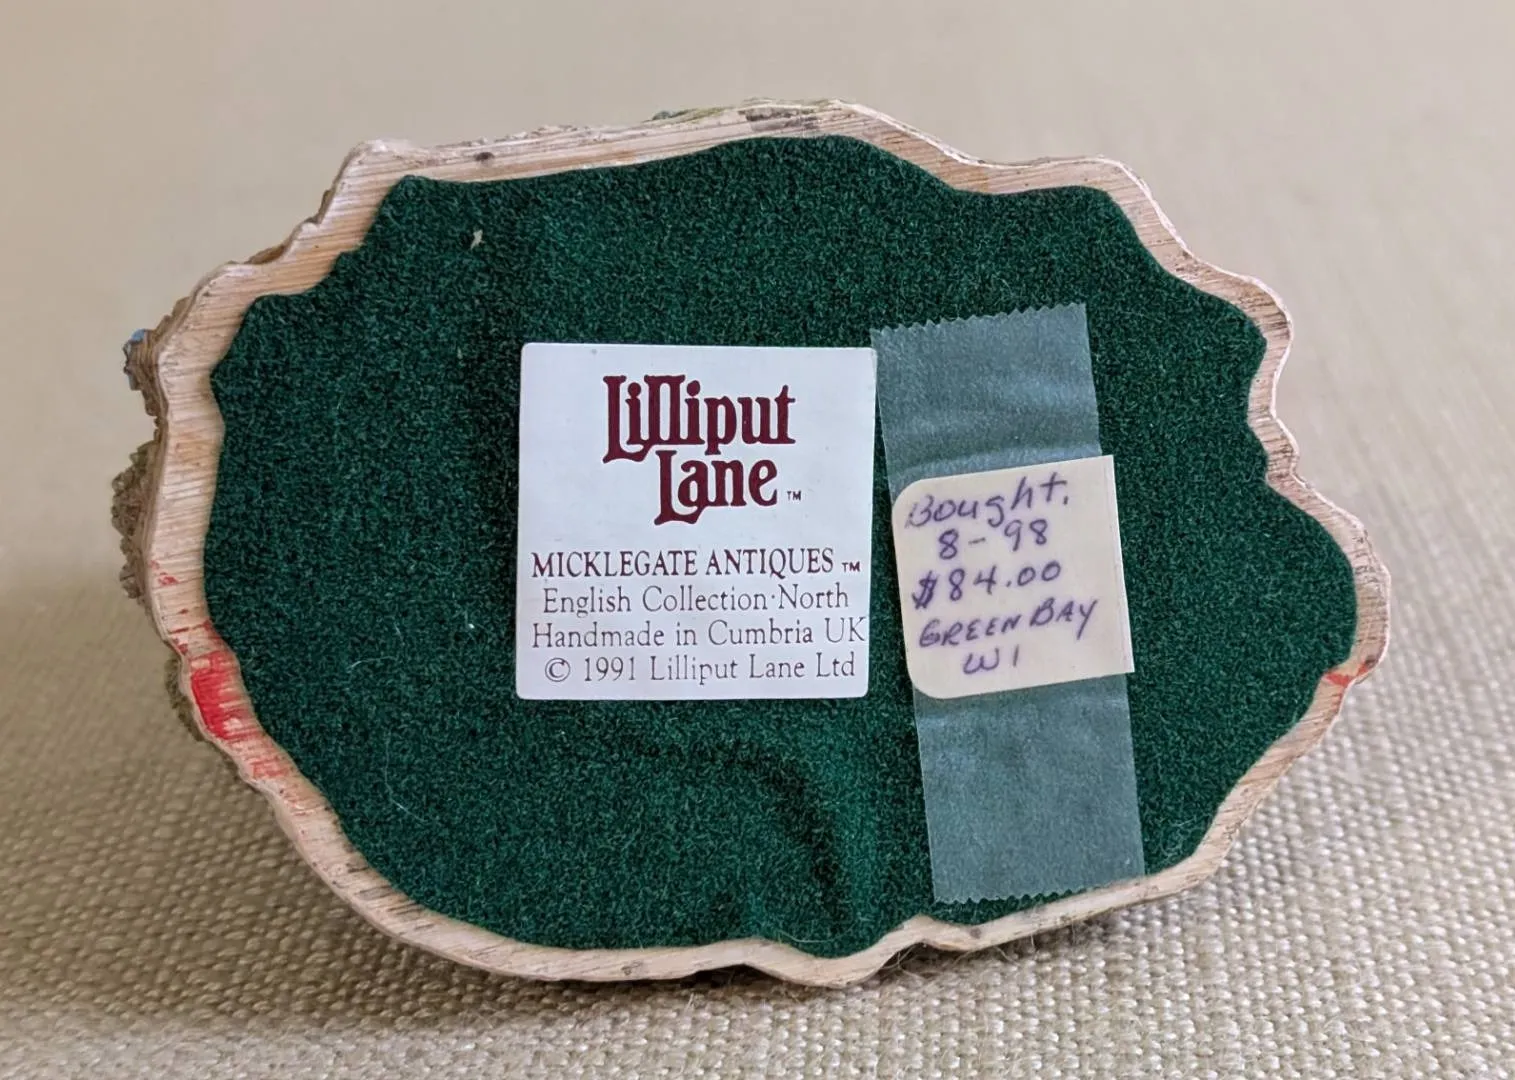 Lilliput
Lane ™
MICKLEGATE ANTIQUES ™
English Collection·North
Handmade in Cumbria UK
© 1991 Lilliput Lane Ltd
Bought.
8-98
$84.00
GREEN BAY
WI